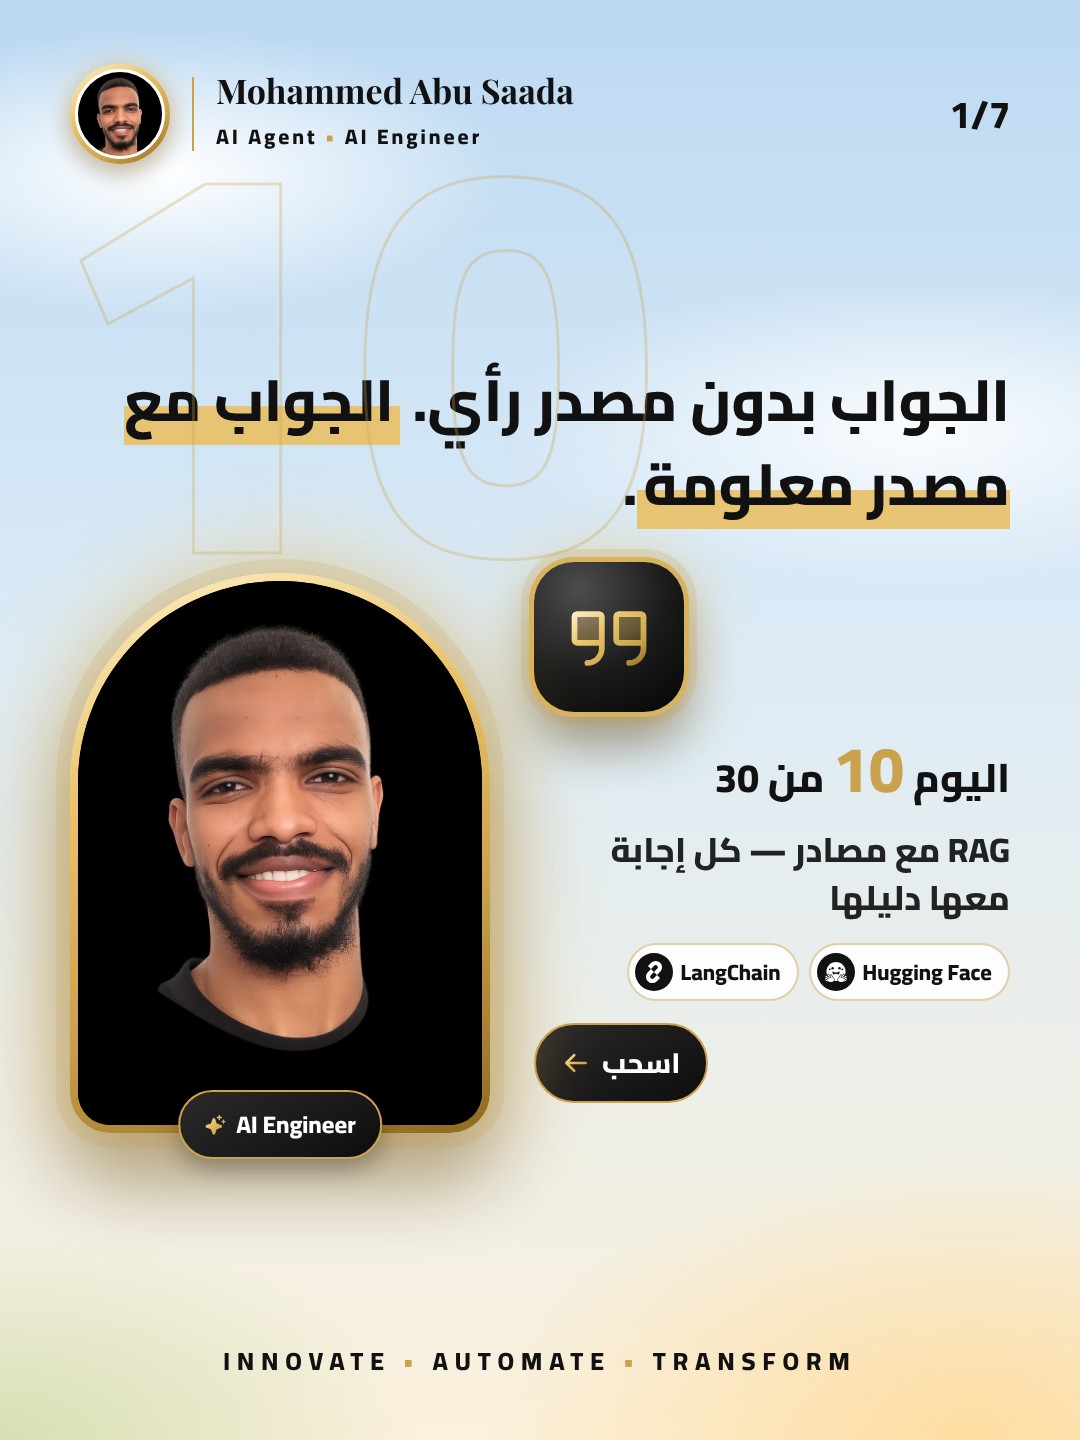 Mohammed Abu Saada
AI Agent ▪ AI Engineer
1/7
10
الجواب بدون مصدر رأي. الجواب مع
مصدر معلومة.
اليوم 10 من 30
RAG مع مصادر — كل إجابة
معها دليلها
Hugging Face
LangChain
اسحب ←
AI Engineer
INNOVATE ▪ AUTOMATE ▪ TRANSFORM